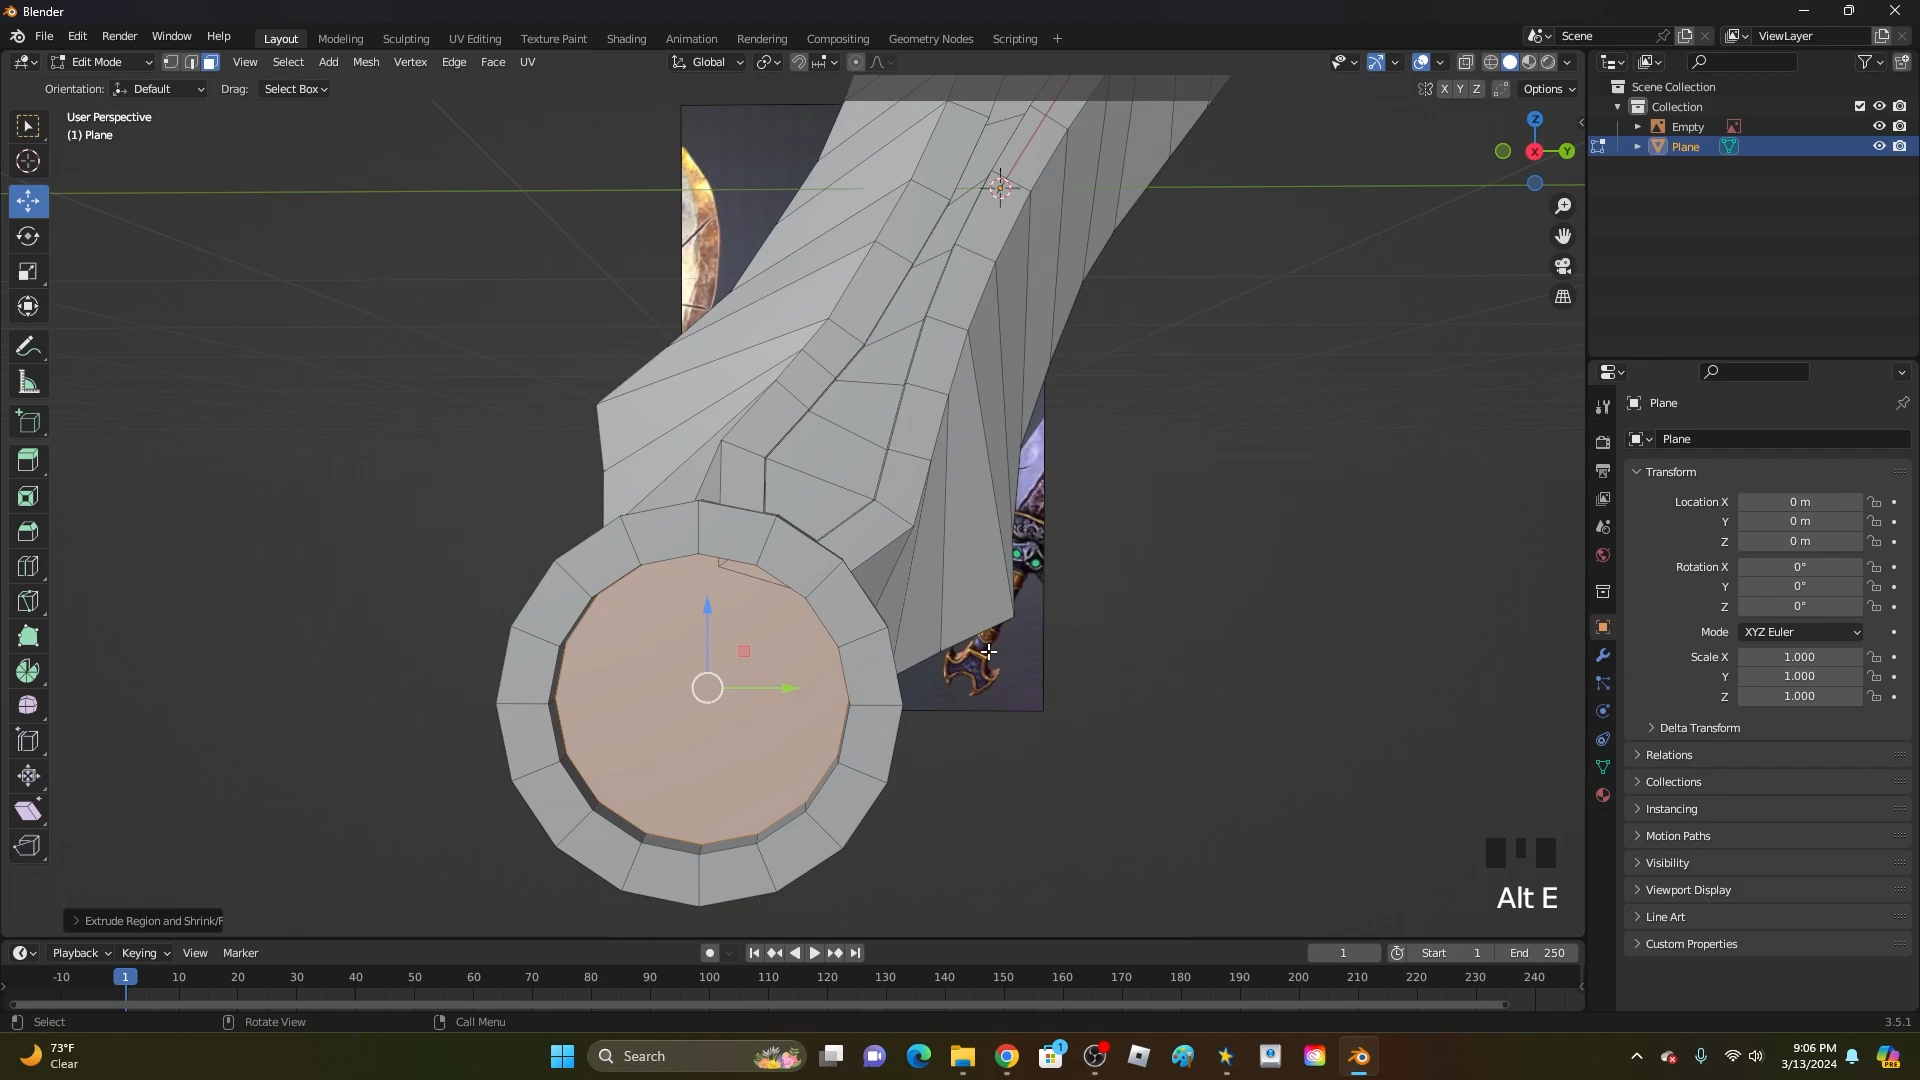 Blender
File Edit Render Window Help
Layout Modeling Sculpting UV Editing Texture Paint Shading Animation Rendering Compositing Geometry Nodes Scripting +
Scene
ViewLayer
Edit Mode
View Select Add Mesh Vertex Edge Face UV
Global
Orientation: Default Drag: Select Box
X Y Z
Options
User Perspective
(1) Plane
Z
X
Y
Scene Collection
Collection
Empty
Plane
Plane
Plane
Transform
Location X 0 m
Y 0 m
Z 0 m
Rotation X 0°
Y 0°
Z 0°
Mode XYZ Euler
Scale X 1.000
Y 1.000
Z 1.000
Delta Transform
Relations
Collections
Instancing
Motion Paths
Visibility
Viewport Display
Line Art
Custom Properties
Alt E
Extrude Region and Shrink/F
Playback Keying View Marker
1
Start 1
End 250
-10 1 10 20 30 40 50 60 70 80 90 100 110 120 130 140 150 160 170 180 190 200 210 220 230 240
Select Rotate View Call Menu
3.5.1
73°F
Clear
Search
1
PRE
9:06 PM
3/13/2024